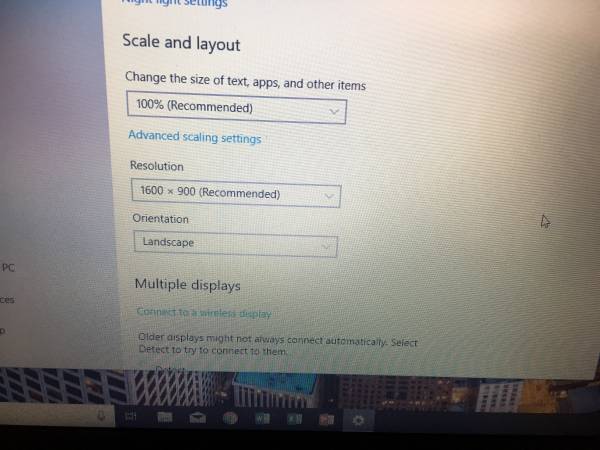 Night light settings
Scale and layout
Change the size of text, apps, and other items
100% (Recommended)
Advanced scaling settings
Resolution
1600 × 900 (Recommended)
Orientation
Landscape
PC
Multiple displays
ces
Connect to a wireless display
p
Older displays might not always connect automatically. Select
Detect to try to connect to them.
Detect